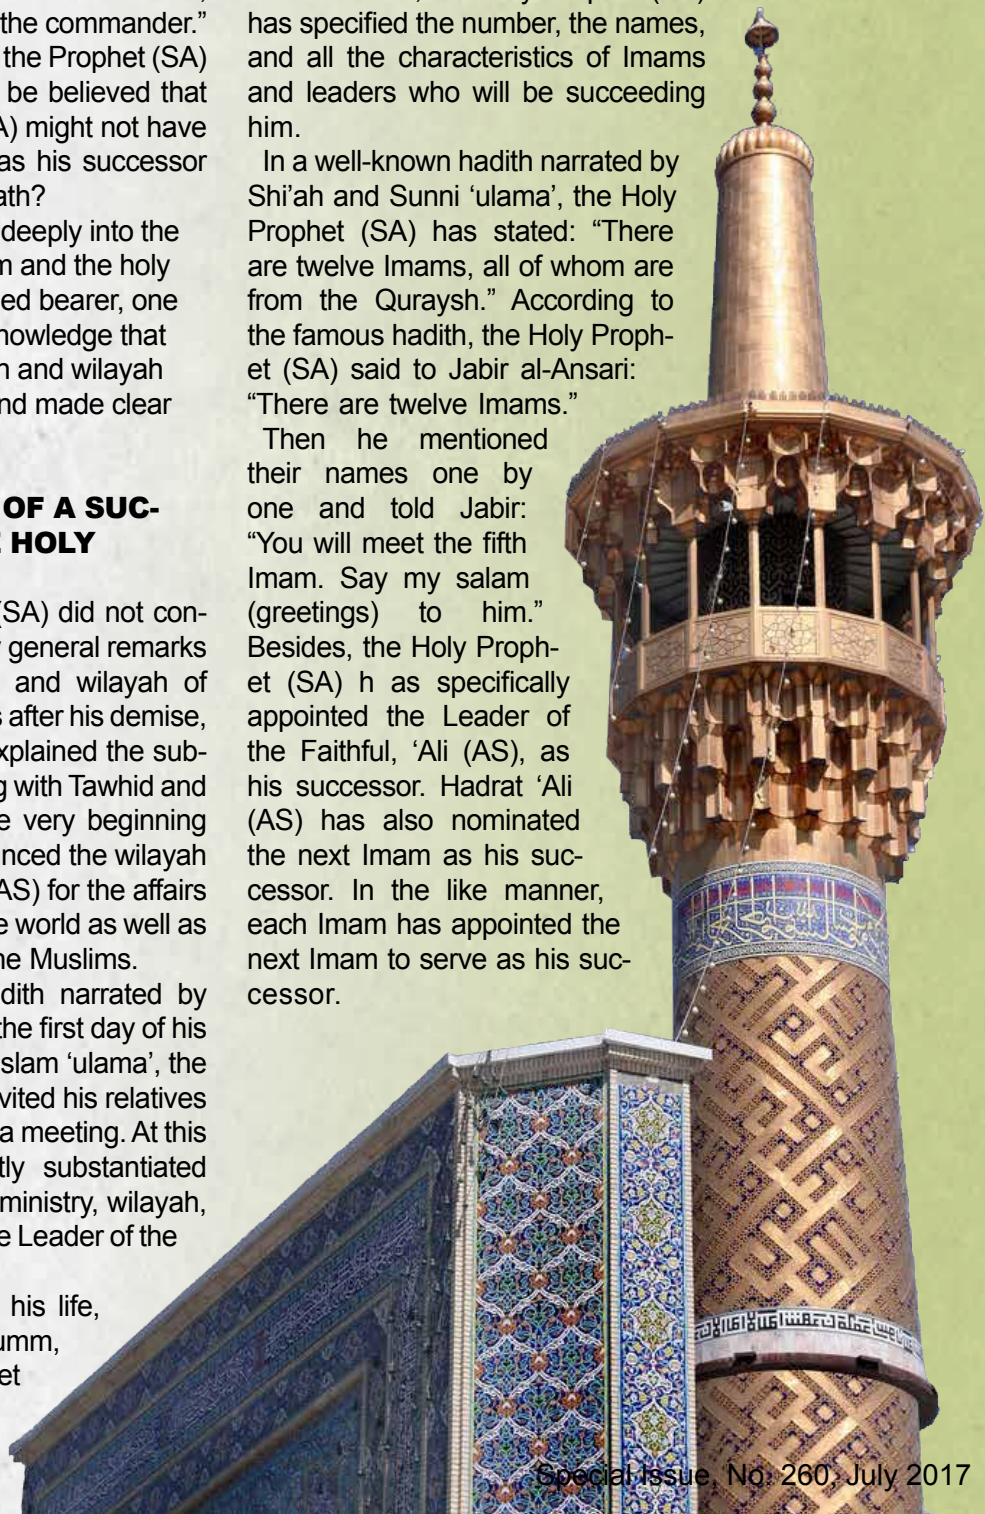 the commander.”
the Prophet (SA)
be believed that
A) might not have
as his successor
ath?
deeply into the
m and the holy
ed bearer, one
nowledge that
n and wilayah
nd made clear
OF A SUC-
HOLY
(SA) did not con-
general remarks
and wilayah of
s after his demise,
xplained the sub-
g with Tawhid and
e very beginning
nced the wilayah
AS) for the affairs
e world as well as
he Muslims.
dith narrated by
the first day of his
slam ‘ulama’, the
vited his relatives
a meeting. At this
tly substantiated
ministry, wilayah,
e Leader of the
his life,
umm,
et
has specified the number, the names,
and all the characteristics of Imams
and leaders who will be succeeding
him.
In a well-known hadith narrated by
Shi’ah and Sunni ‘ulama’, the Holy
Prophet (SA) has stated: “There
are twelve Imams, all of whom are
from the Quraysh.” According to
the famous hadith, the Holy Proph-
et (SA) said to Jabir al-Ansari:
“There are twelve Imams.”
Then he mentioned
their names one by
one and told Jabir:
“You will meet the fifth
Imam. Say my salam
(greetings) to him.”
Besides, the Holy Proph-
et (SA) h as specifically
appointed the Leader of
the Faithful, ‘Ali (AS), as
his successor. Hadrat ‘Ali
(AS) has also nominated
the next Imam as his suc-
cessor. In the like manner,
each Imam has appointed the
next Imam to serve as his suc-
cessor.
Special Issue, No. 260, July 2017